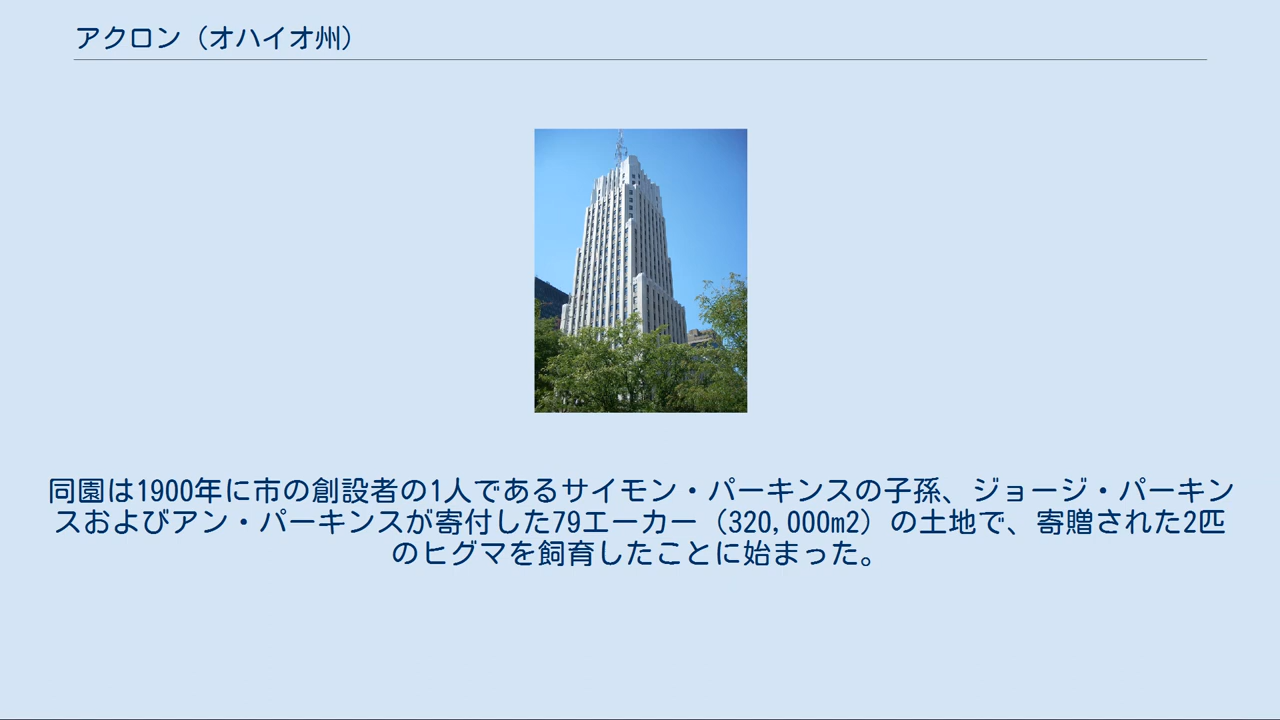 アクロン（オハイオ州）
同園は1900年に市の創設者の1人であるサイモン・パーキンスの子孫、ジョージ・パーキン
スおよびアン・パーキンスが寄付した79エーカー（320,000m2）の土地で、寄贈された2匹
のヒグマを飼育したことに始まった。